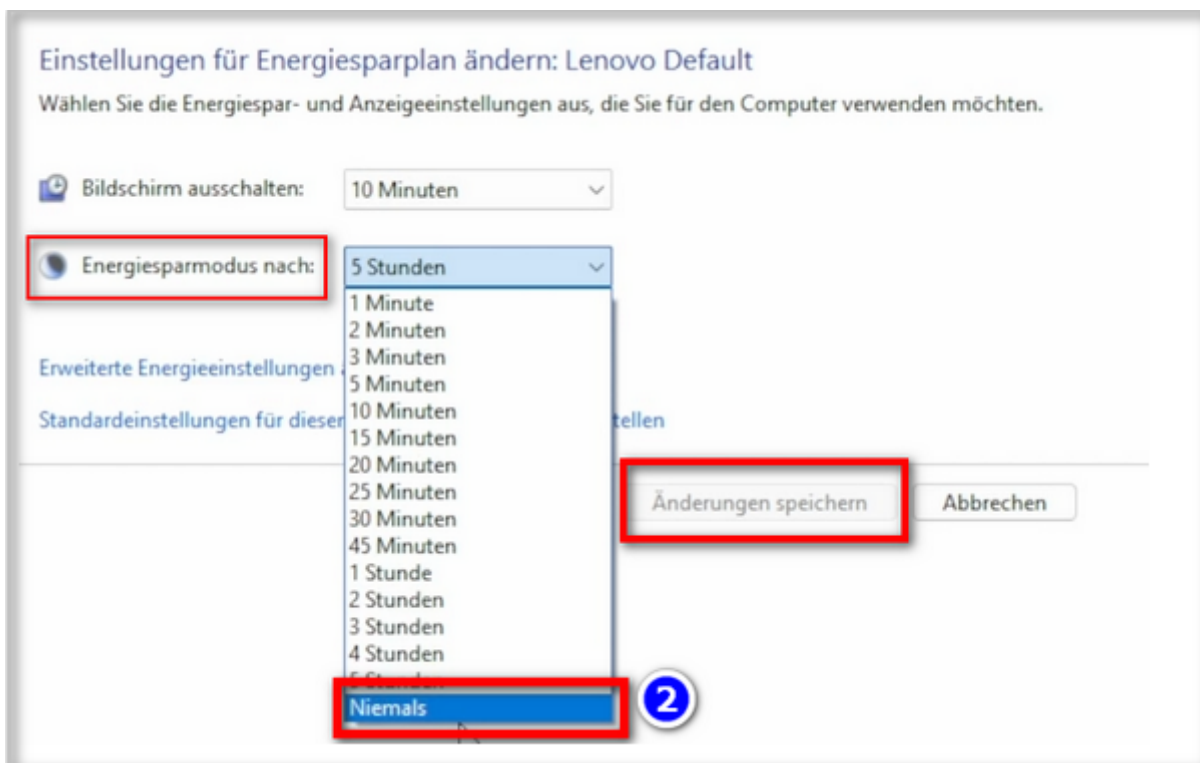 Einstellungen für Energiesparplan ändern: Lenovo Default
Wählen Sie die Energiespar- und Anzeigeeinstellungen aus, die Sie für den Computer verwenden möchten.
Bildschirm ausschalten: 10 Minuten
Energiesparmodus nach: 5 Stunden
1 Minute
2 Minuten
3 Minuten
Erweiterte Energieeinstellungen
5 Minuten
10 Minuten
Standardeinstellungen für dieser tellen
15 Minuten
20 Minuten
25 Minuten
Änderungen speichern Abbrechen
30 Minuten
45 Minuten
1 Stunde
2 Stunden
3 Stunden
4 Stunden
5 Stunden
Niemals 2